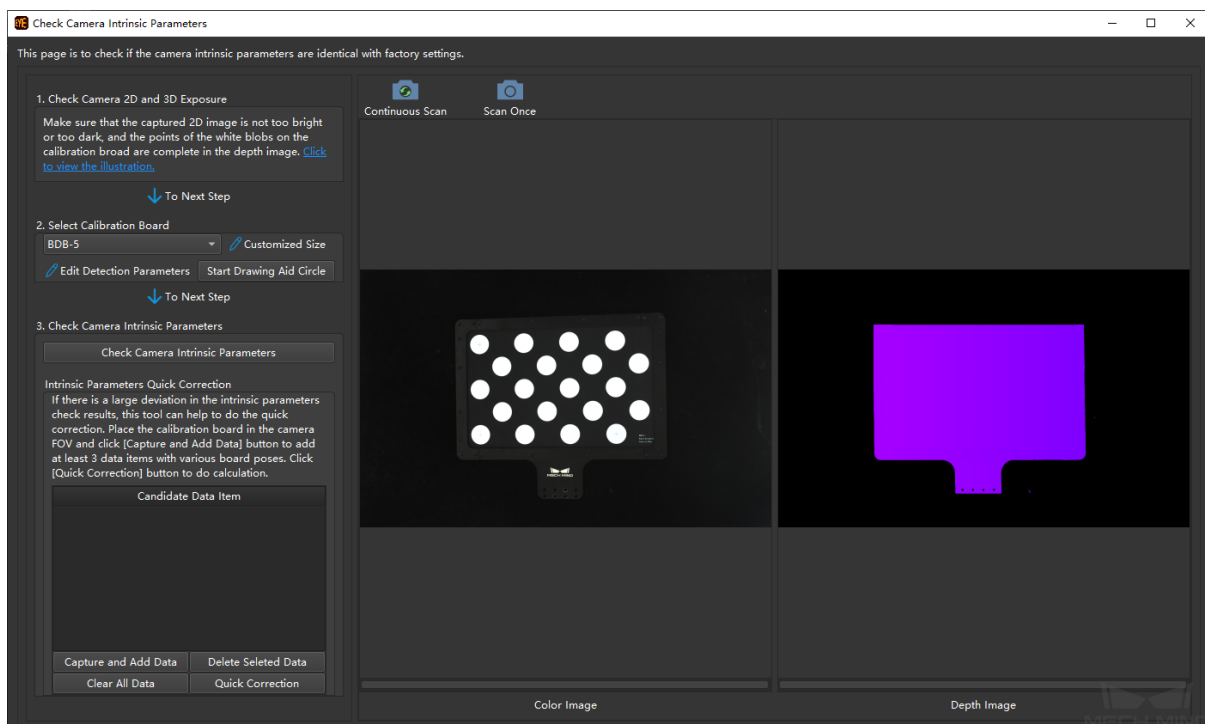 Check Camera Intrinsic Parameters
This page is to check if the camera intrinsic parameters are identical with factory settings.
1. Check Camera 2D and 3D Exposure
Make sure that the captured 2D image is not too bright
or too dark, and the points of the white blobs on the
calibration broad are complete in the depth image. Click
to view the illustration.
To Next Step
2. Select Calibration Board
BDB-5
Customized Size
Edit Detection Parameters
Start Drawing Aid Circle
To Next Step
3. Check Camera Intrinsic Parameters
Check Camera Intrinsic Parameters
Intrinsic Parameters Quick Correction
If there is a large deviation in the intrinsic parameters
check results, this tool can help to do the quick
correction. Place the calibration board in the camera
FOV and click [Capture and Add Data] button to add
at least 3 data items with various board poses. Click
[Quick Correction] button to do calculation.
Candidate Data Item
Capture and Add Data
Delete Seleted Data
Clear All Data
Quick Correction
Continuous Scan
Scan Once
MECH MIND
Color Image
Depth Image